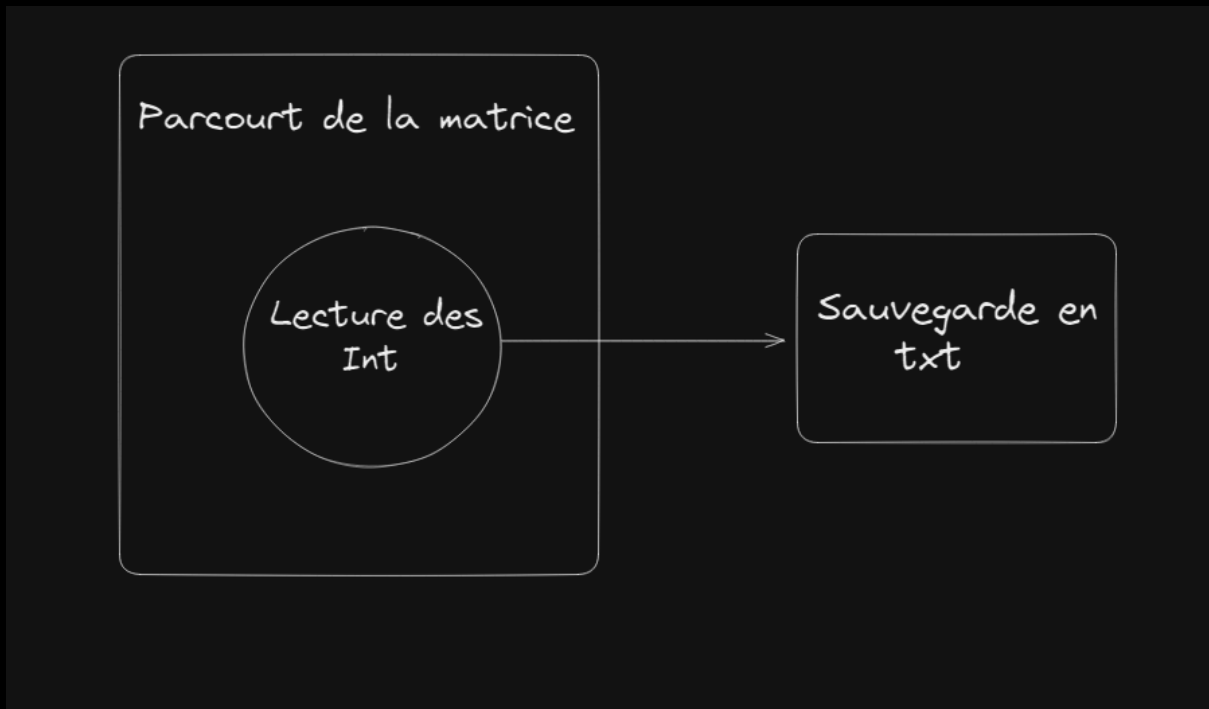 Parcourt de la matrice
Lecture des
Int
Sauvegarde en
txt